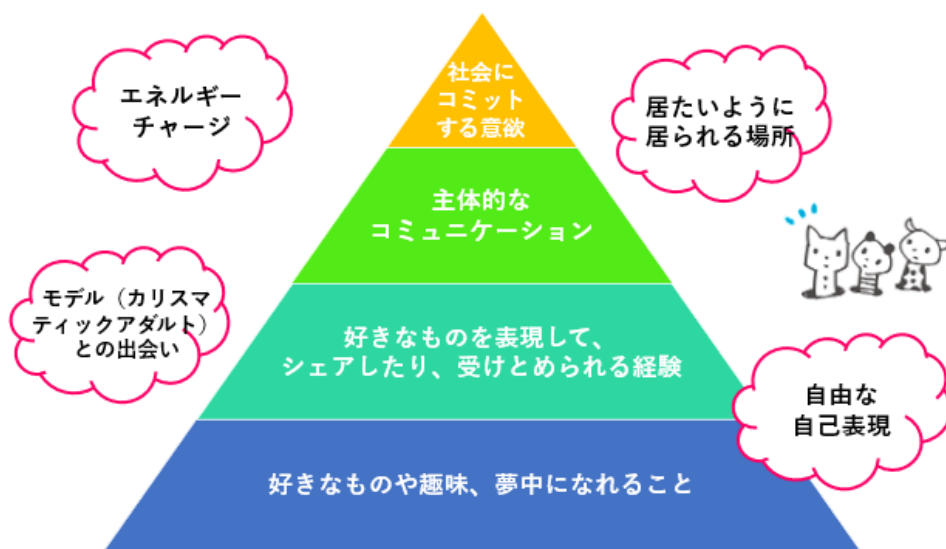 エネルギー
チャージ
社会に
コミット
する意欲
居たいように
居られる場所
主体的な
コミュニケーション
モデル（カリスマ
ティックアダルト）
との出会い
好きなものを表現して、
シェアしたり、受けとめられる経験
自由な
自己表現
好きなものや趣味、夢中になれること